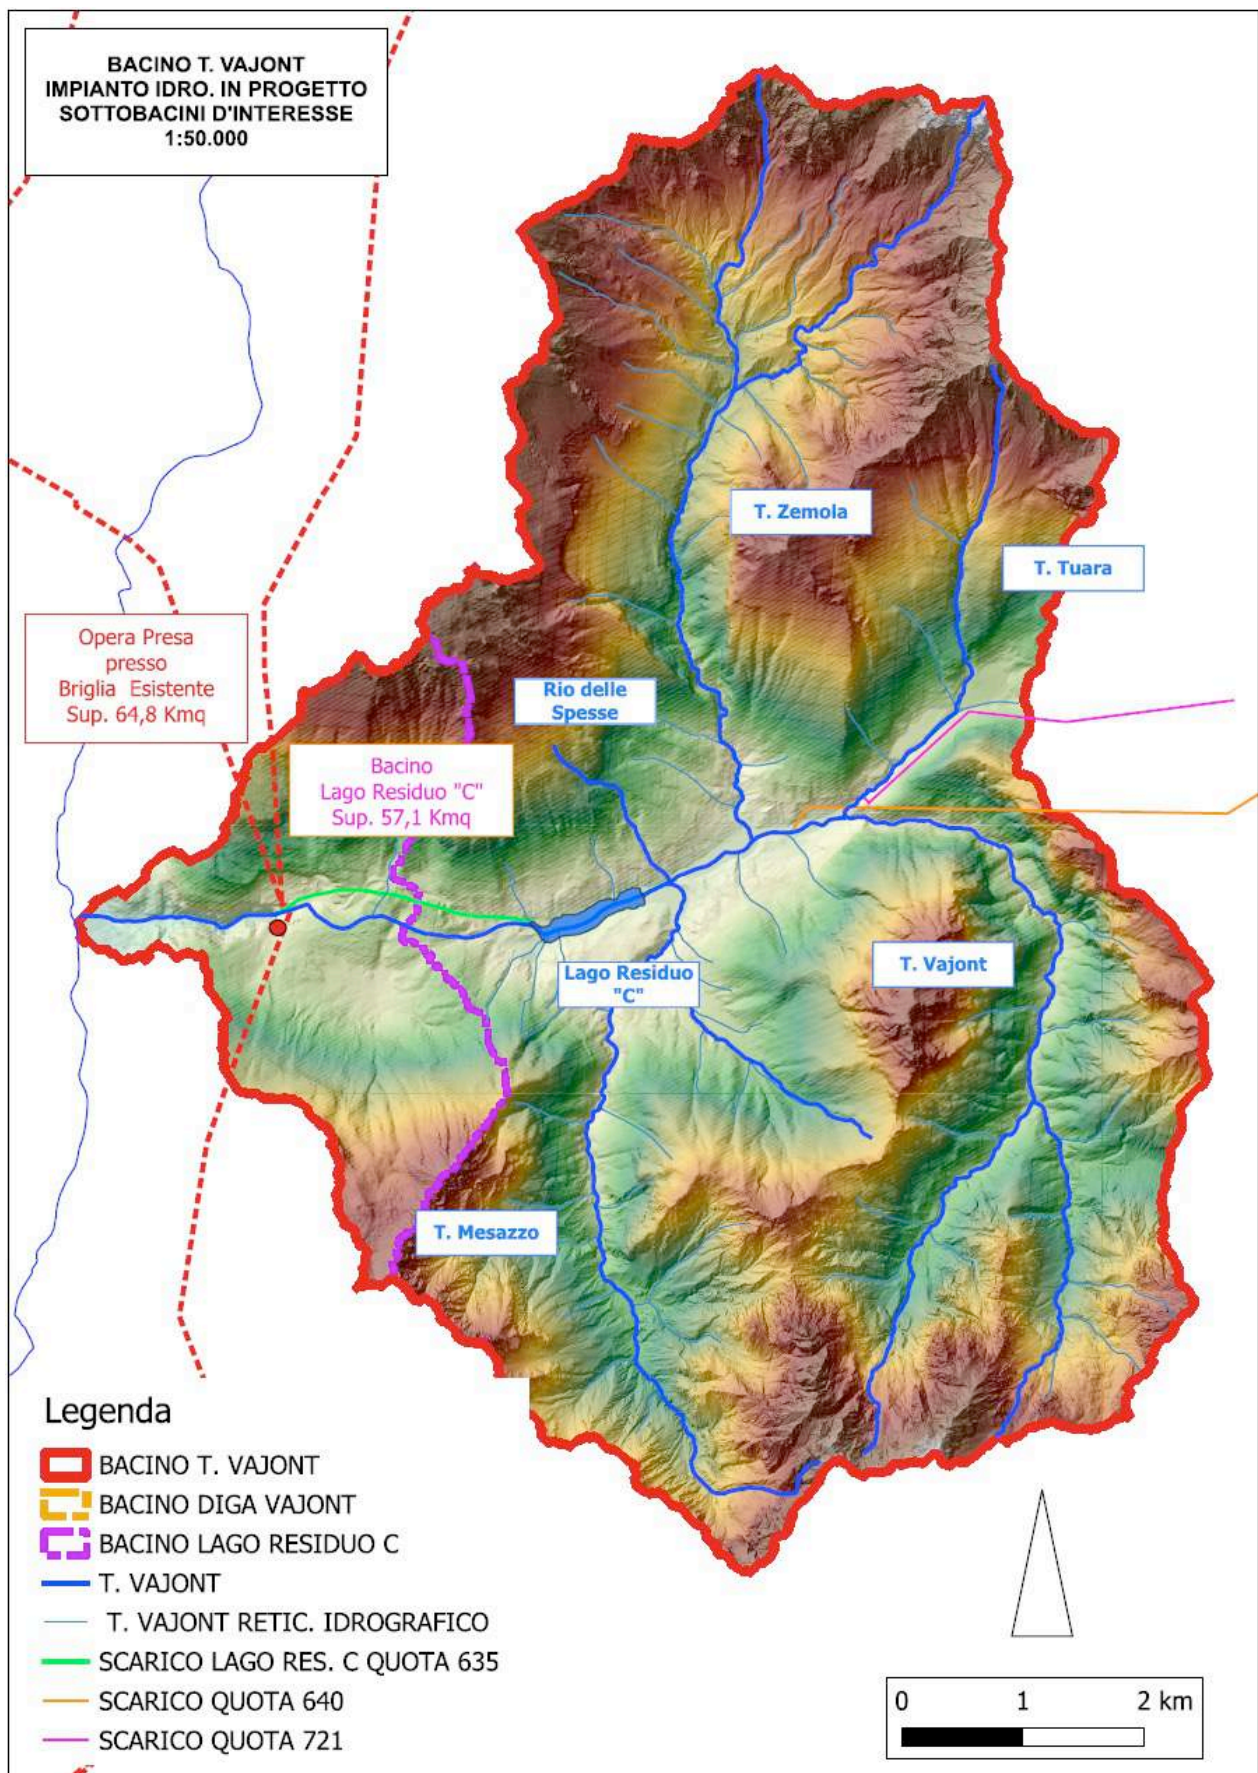 BACINO T. VAJONT
IMPIANTO IDRO. IN PROGETTO
SOTTOBACINI D'INTERESSE
1:50.000
T. Zemola
T. Tuara
Opera Presa
presso
Briglia Esistente
Sup. 64,8 Kmq
Rio delle
Spesse
Bacino
Lago Residuo "C"
Sup. 57,1 Kmq
T. Vajont
Lago Residuo
"C"
T. Mesazzo
Legenda
BACINO T. VAJONT
BACINO DIGA VAJONT
BACINO LAGO RESIDUO C
T. VAJONT
T. VAJONT RETIC. IDROGRAFICO
SCARICO LAGO RES. C QUOTA 635
SCARICO QUOTA 640
SCARICO QUOTA 721
0 1 2 km